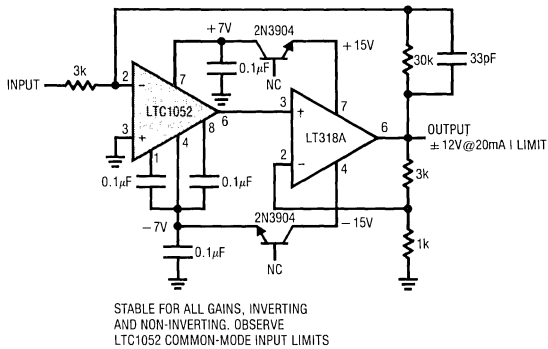 +7V
2N3904
+15V
0.1µF
NC
30k
33pF
INPUT
3k
2
7
−
LTC1052
+
3
6
8
1
4
3
+
LT318A
7
6
2
−
4
OUTPUT
± 12V@20mA I LIMIT
0.1µF
0.1µF
3k
−7V
2N3904
−15V
0.1µF
NC
1k
STABLE FOR ALL GAINS, INVERTING
AND NON-INVERTING. OBSERVE
LTC1052 COMMON-MODE INPUT LIMITS